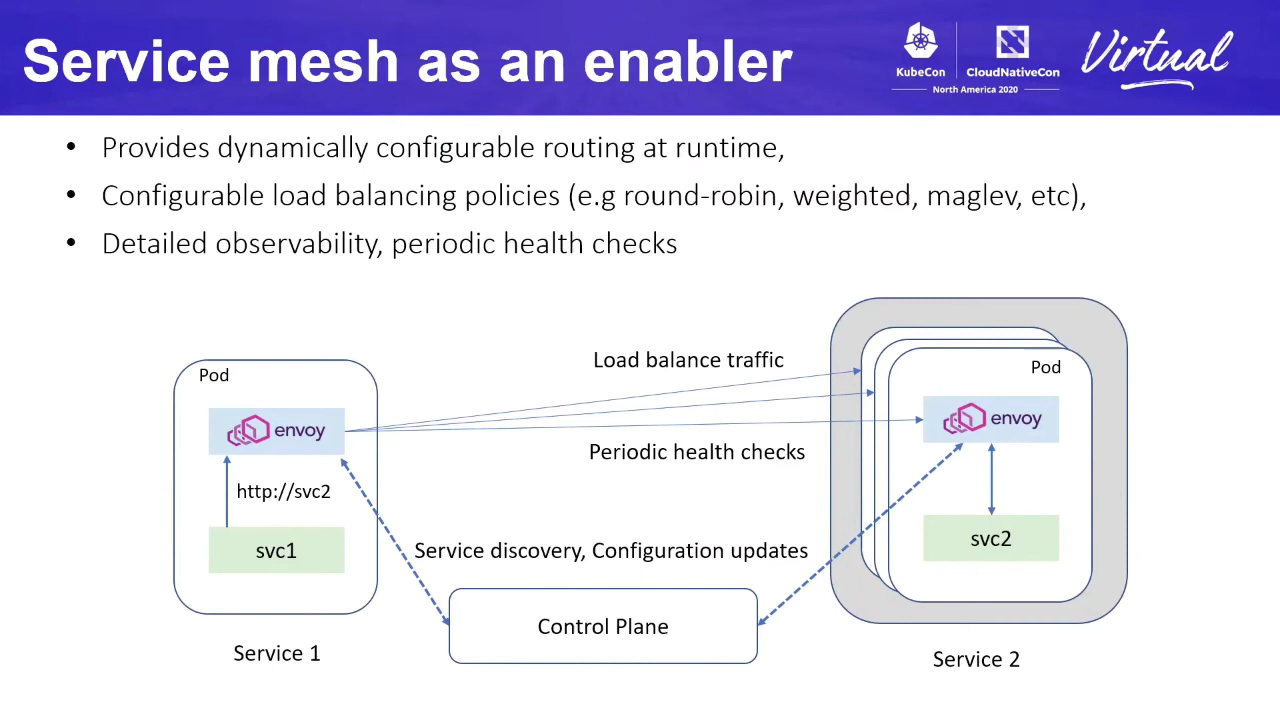 Service mesh as an enabler
KubeCon
CloudNativeCon
North America 2020
Virtual
• Provides dynamically configurable routing at runtime,
• Configurable load balancing policies (e.g round-robin, weighted, maglev, etc),
• Detailed observability, periodic health checks
Pod
envoy
http://svc2
svc1
Service 1
Load balance traffic
Periodic health checks
Service discovery, Configuration updates
Control Plane
Pod
envoy
svc2
Service 2